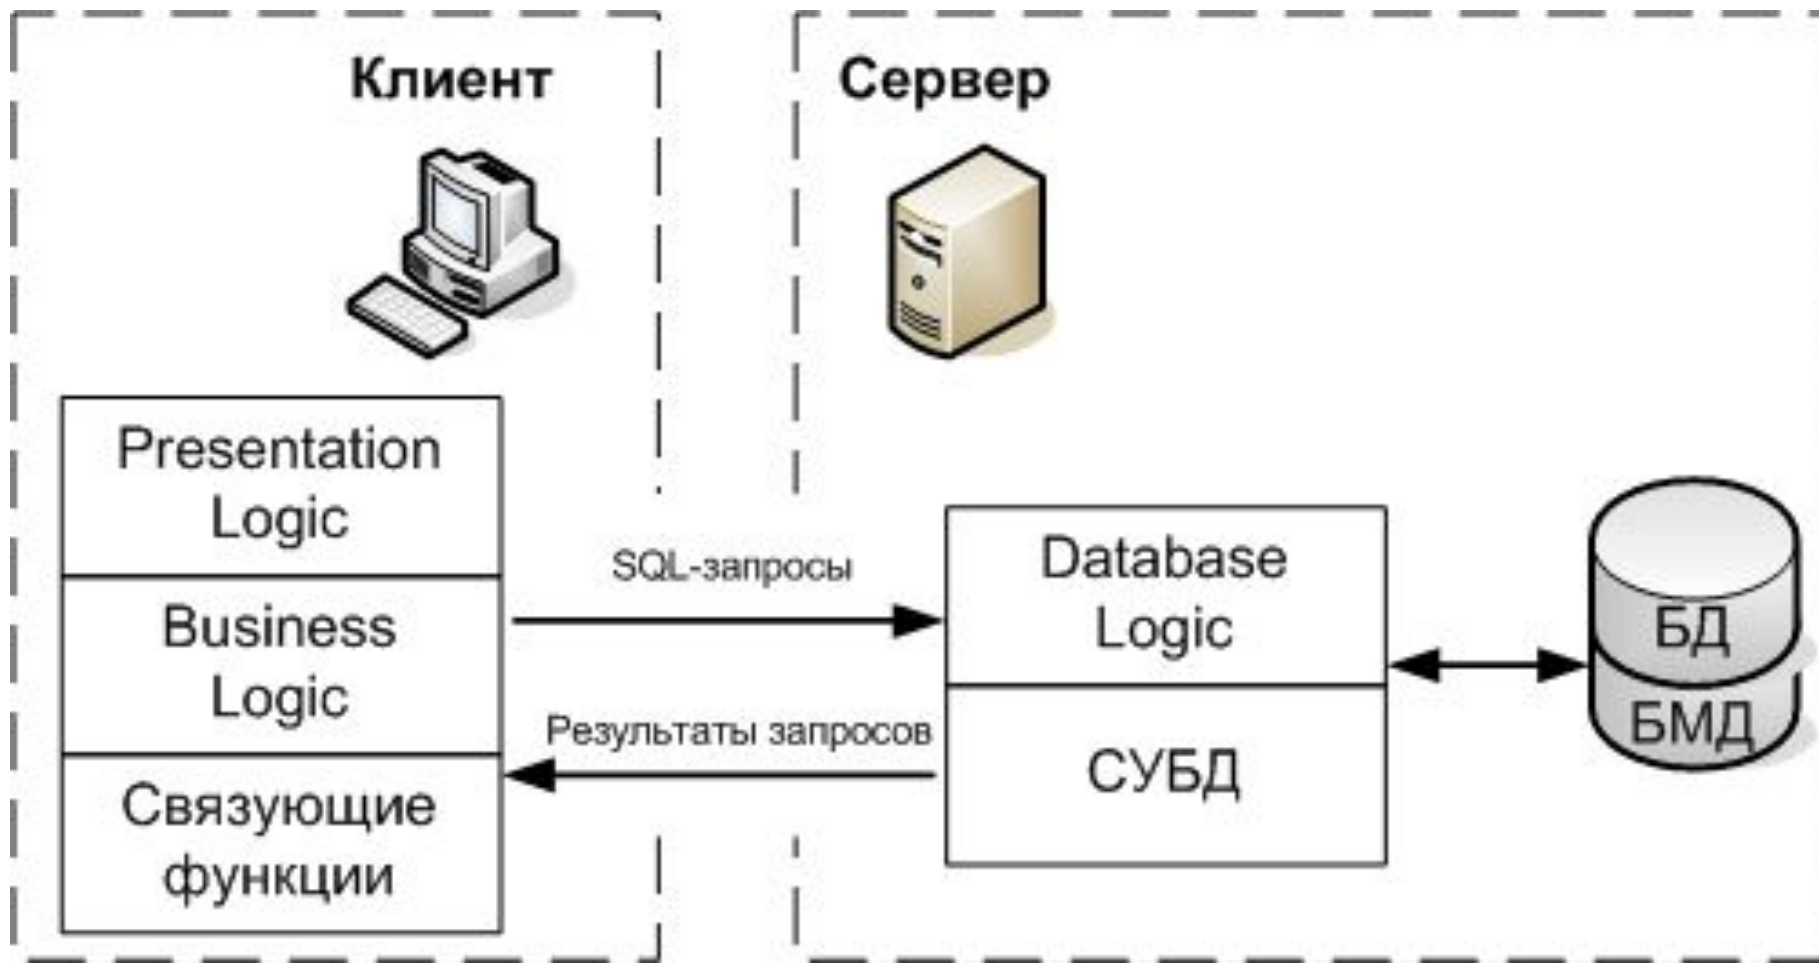 Клиент
Сервер
Presentation
Logic
Business
Logic
Связующие
функции
SQL-запросы
Результаты запросов
Database
Logic
СУБД
БД
БМД